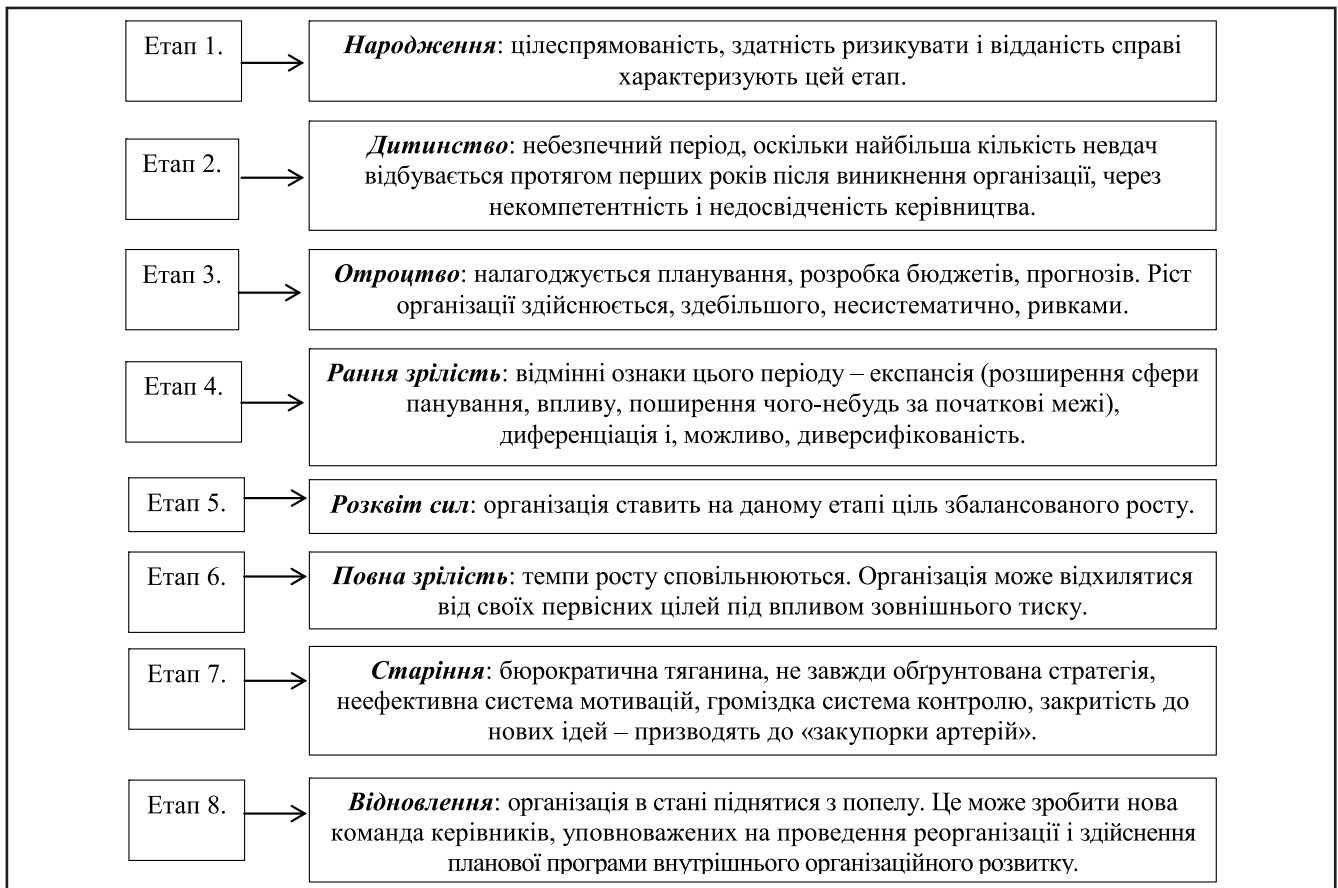 Етап 1.
Народження: цілеспрямованість, здатність ризикувати і відданість справі
характеризують цей етап.
Етап 2.
Дитинство: небезпечний період, оскільки найбільша кількість невдач
відбувається протягом перших років після виникнення організації, через
некомпетентність і недосвідченість керівництва.
Етап 3.
Отроцтво: налагоджується планування, розробка бюджетів, прогнозів. Ріст
організації здійснюється, здебільшого, несистематично, ривками.
Етап 4.
Рання зрілість: відмінні ознаки цього періоду – експансія (розширення сфери
панування, впливу, поширення чого-небудь за початкові межі),
диференціація і, можливо, диверсифікованість.
Етап 5.
Розквіт сил: організація ставить на даному етапі ціль збалансованого росту.
Етап 6.
Повна зрілість: темпи росту сповільнюються. Організація може відхилятися
від своїх первісних цілей під впливом зовнішнього тиску.
Етап 7.
Старіння: бюрократична тяганина, не завжди обґрунтована стратегія,
неефективна система мотивацій, громіздка система контролю, закритість до
нових ідей – призводять до «закупорки артерій».
Етап 8.
Відновлення: організація в стані піднятися з попелу. Це може зробити нова
команда керівників, уповноважених на проведення реорганізації і здійснення
планової програми внутрішнього організаційного розвитку.